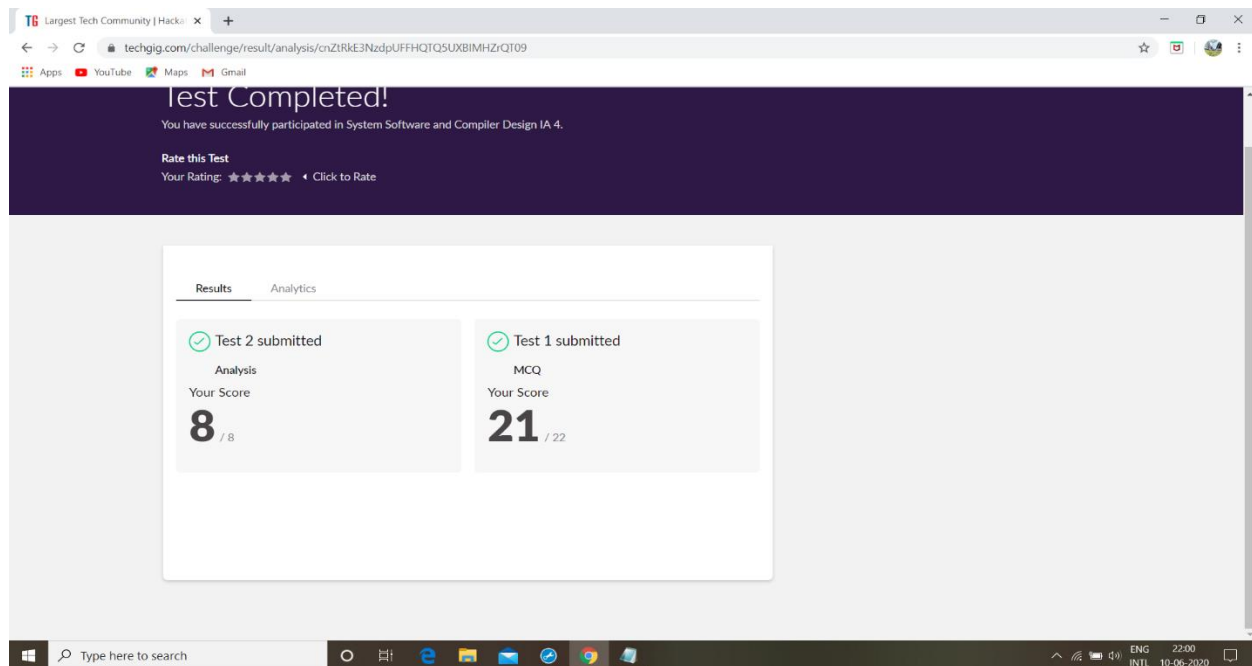 TG Largest Tech Community | Hacka
techgig.com/challenge/result/analysis/cnZtRkE3NzdpUFFHQTQ5UXBIMHZrQT09
Apps YouTube Maps Gmail
Test Completed!
You have successfully participated in System Software and Compiler Design IA 4.
Rate this Test
Your Rating: Click to Rate
Results Analytics
Test 2 submitted
Analysis
Your Score
8 / 8
Test 1 submitted
MCQ
Your Score
21 / 22
Type here to search
ENG 22:00
INTL 10-06-2020